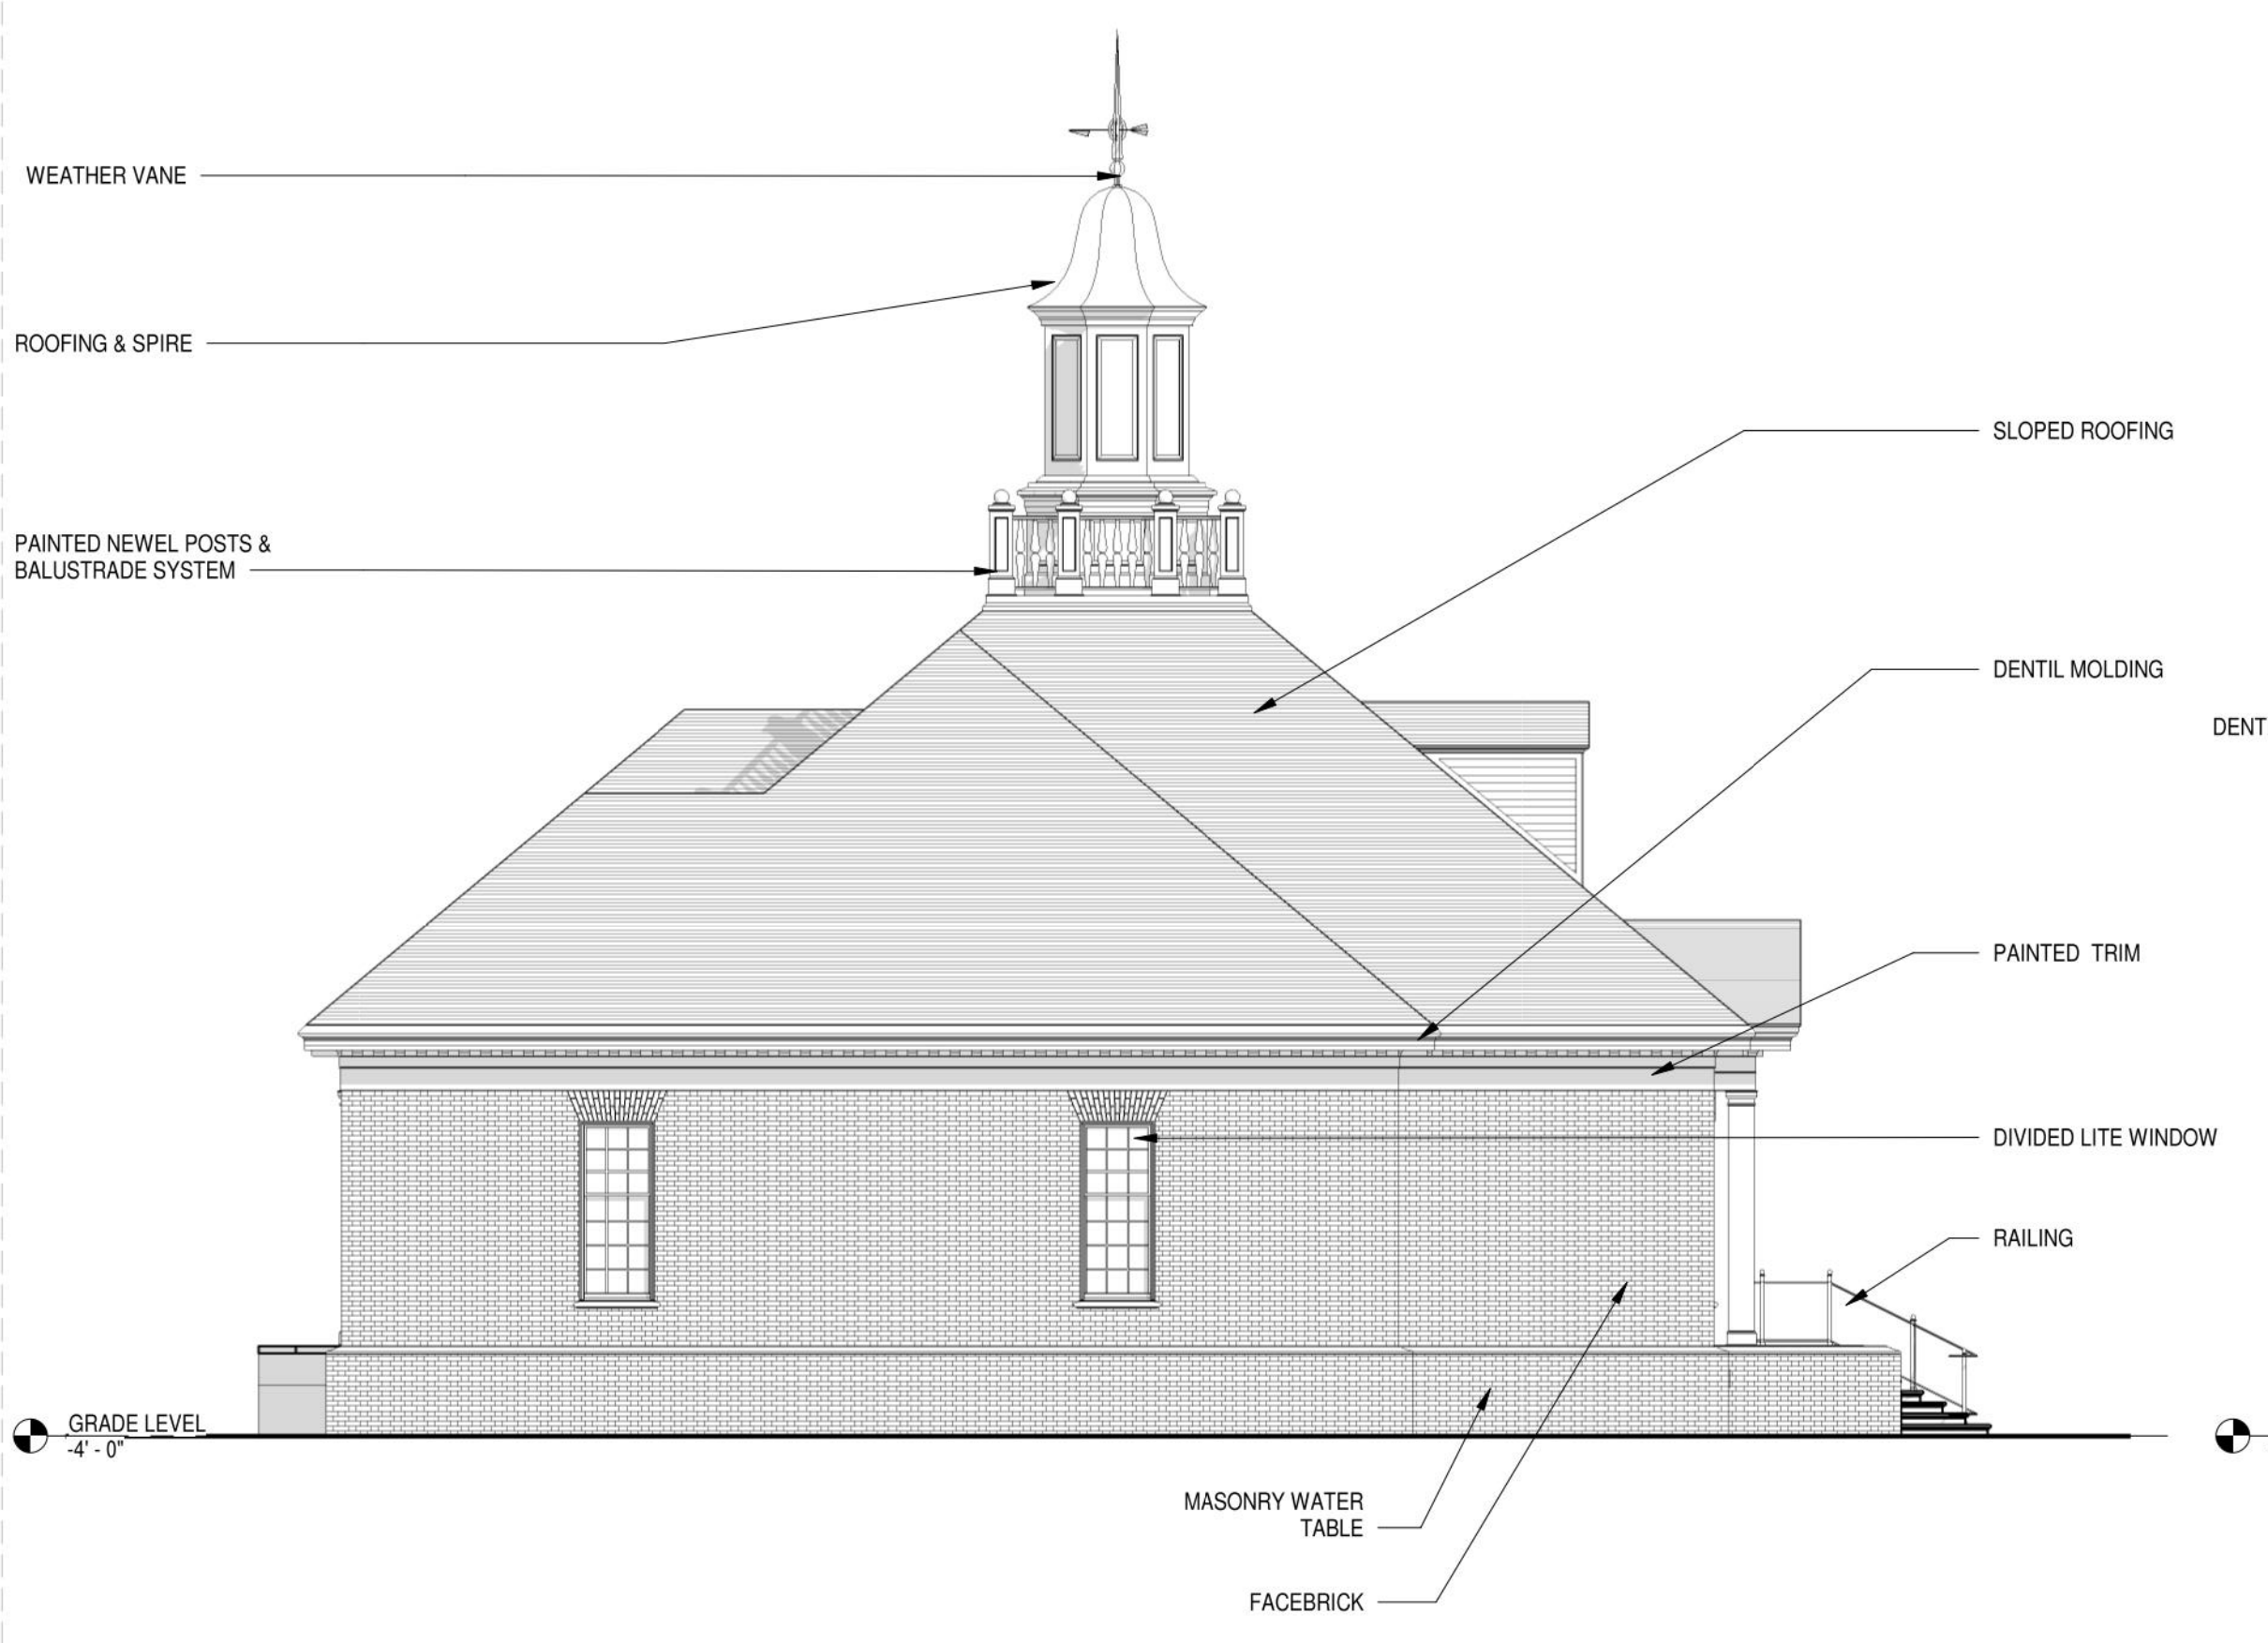 WEATHER VANE
ROOFING & SPIRE
SLOPED ROOFING
PAINTED NEWEL POSTS &
BALUSTRADE SYSTEM
DENTIL MOLDING
DENT
PAINTED TRIM
DIVIDED LITE WINDOW
RAILING
GRADE LEVEL
-4' - 0"
MASONRY WATER
TABLE
FACEBRICK